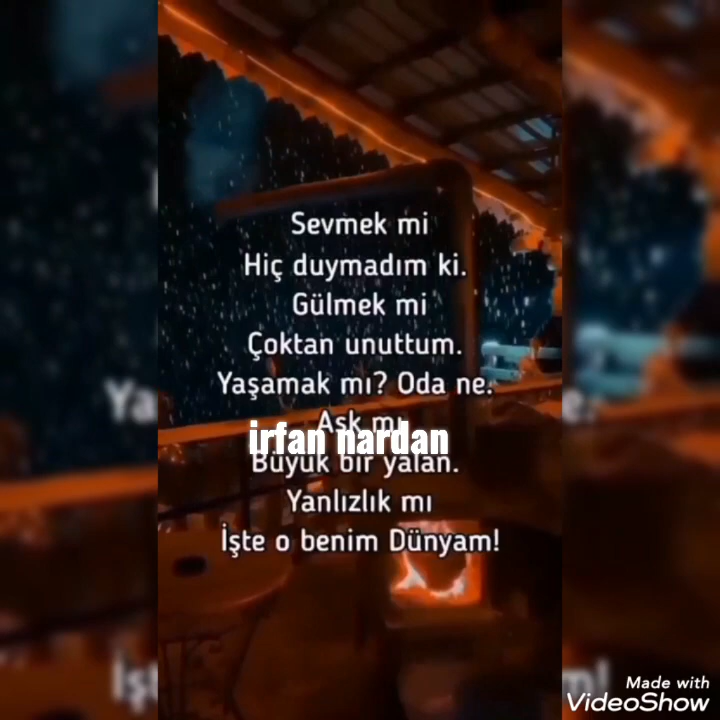 Sevmek mi
Hiç duymadım ki.
Gülmek mi
Çoktan unuttum.
Yaşamak mı? Oda ne.
Aşk mı
irfan nardan
Büyük bir yalan.
Yanlızlık mı
İşte o benim Dünyam!
Made with
VideoShow